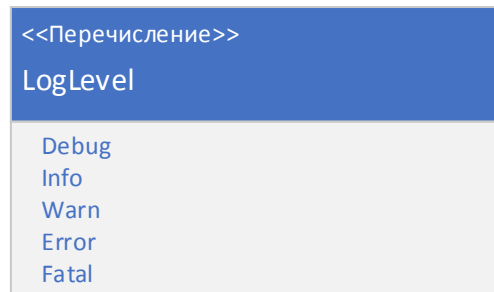 <<Перечисление>>
LogLevel
Debug
Info
Warn
Error
Fatal